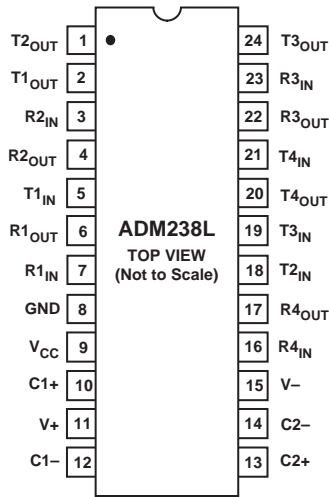 T2OUT 1 24 T3OUT
T1OUT 2 23 R3IN
R2IN 3 22 R3OUT
R2OUT 4 21 T4IN
T1IN 5 20 T4OUT
R1OUT 6 ADM238L 19 T3IN
TOP VIEW
R1IN 7 (Not to Scale) 18 T2IN
GND 8 17 R4OUT
VCC 9 16 R4IN
C1+ 10 15 V–
V+ 11 14 C2–
C1– 12 13 C2+